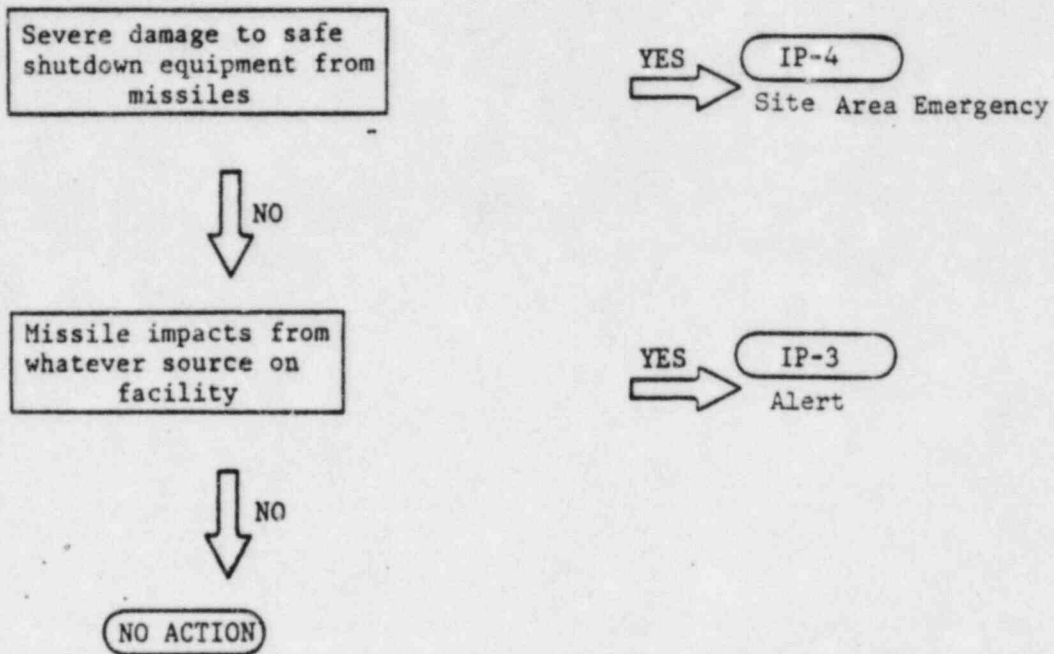 Severe damage to safe
shutdown equipment from
missiles
YES
IP-4
Site Area Emergency
NO
Missile impacts from
whatever source on
facility
YES
IP-3
Alert
NO
NO ACTION